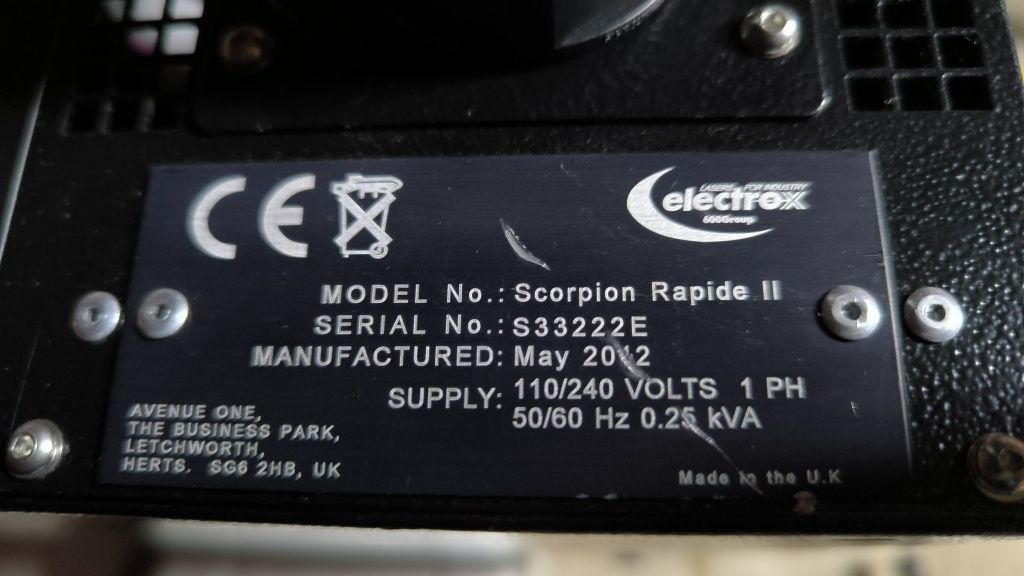 CE
LASERS FOR INDUSTRY
electrox
600Group
MODEL No.: Scorpion Rapide II
SERIAL No.: S33222E
MANUFACTURED: May 2012
SUPPLY: 110/240 VOLTS 1 PH
50/60 Hz 0.25 kVA
AVENUE ONE,
THE BUSINESS PARK,
LETCHWORTH,
HERTS. SG6 2HB, UK
Made in the U.K